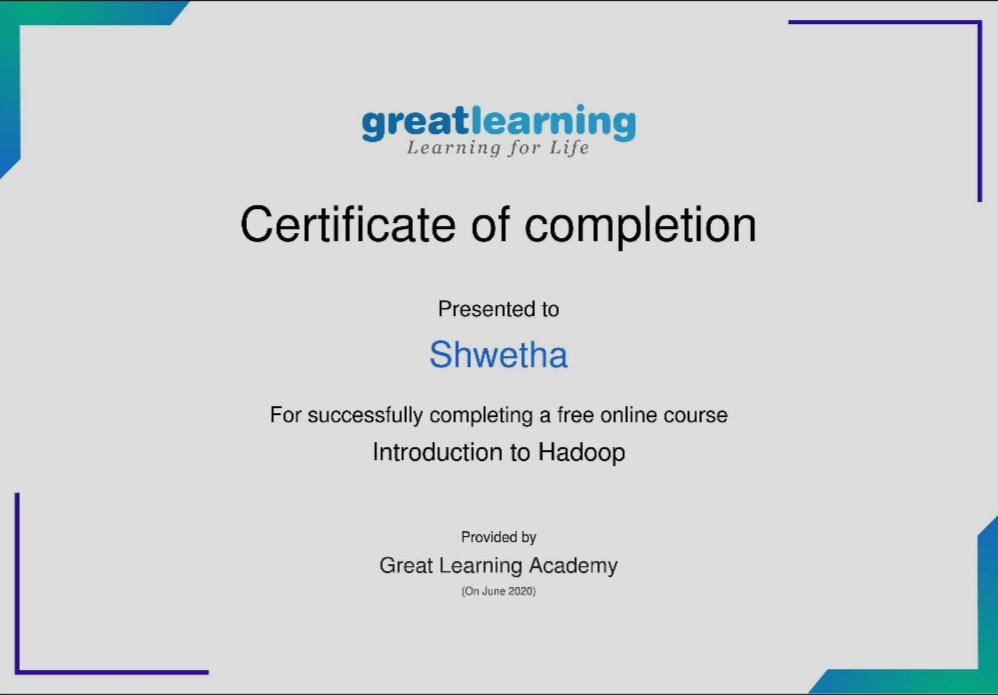 greatlearning
Learning for Life
Certificate of completion
Presented to
Shwetha
For successfully completing a free online course
Introduction to Hadoop
Provided by
Great Learning Academy
(On June 2020)